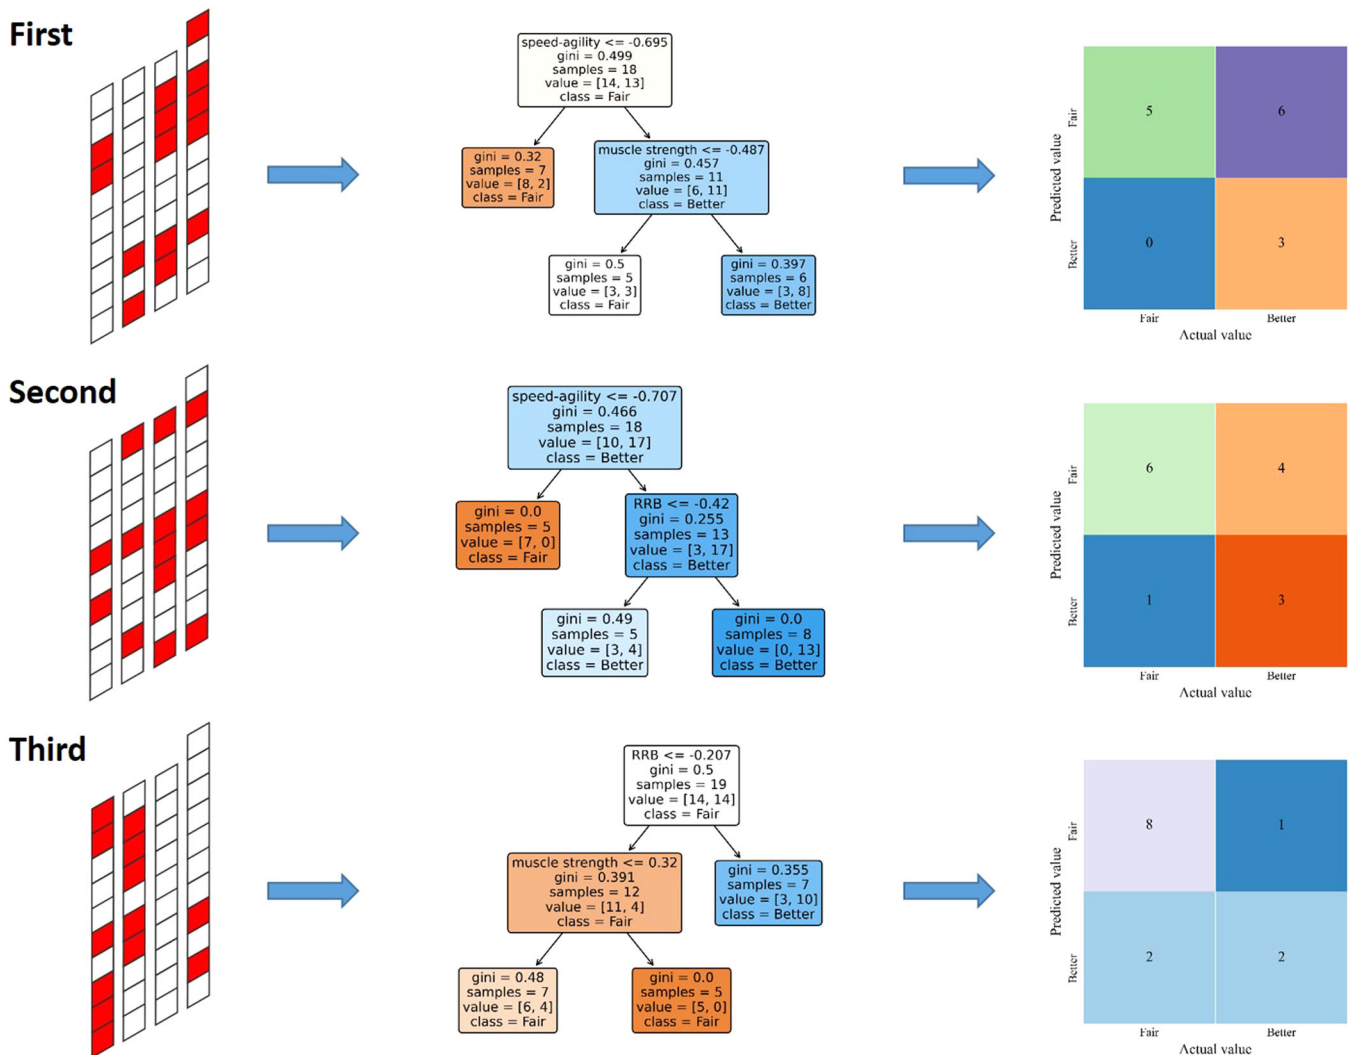 First
speed-agility <= -0.695
gini = 0.499
samples = 18
value = [14, 13]
class = Fair
gini = 0.32
samples = 7
value = [8, 2]
class = Fair
muscle strength <= -0.487
gini = 0.457
samples = 11
value = [6, 11]
class = Better
gini = 0.5
samples = 5
value = [3, 3]
class = Fair
gini = 0.397
samples = 6
value = [3, 8]
class = Better
Predicted value
Fair
Better
5
6
0
3
Fair
Better
Actual value
Second
speed-agility <= -0.707
gini = 0.466
samples = 18
value = [10, 17]
class = Better
gini = 0.0
samples = 5
value = [7, 0]
class = Fair
RRB <= -0.42
gini = 0.255
samples = 13
value = [3, 17]
class = Better
gini = 0.49
samples = 5
value = [3, 4]
class = Better
gini = 0.0
samples = 8
value = [0, 13]
class = Better
Predicted value
Fair
Better
6
4
1
3
Fair
Better
Actual value
Third
RRB <= -0.207
gini = 0.5
samples = 19
value = [14, 14]
class = Fair
muscle strength <= 0.32
gini = 0.391
samples = 12
value = [11, 4]
class = Fair
gini = 0.355
samples = 7
value = [3, 10]
class = Better
gini = 0.48
samples = 7
value = [6, 4]
class = Fair
gini = 0.0
samples = 5
value = [5, 0]
class = Fair
Predicted value
Fair
Better
8
1
2
2
Fair
Better
Actual value